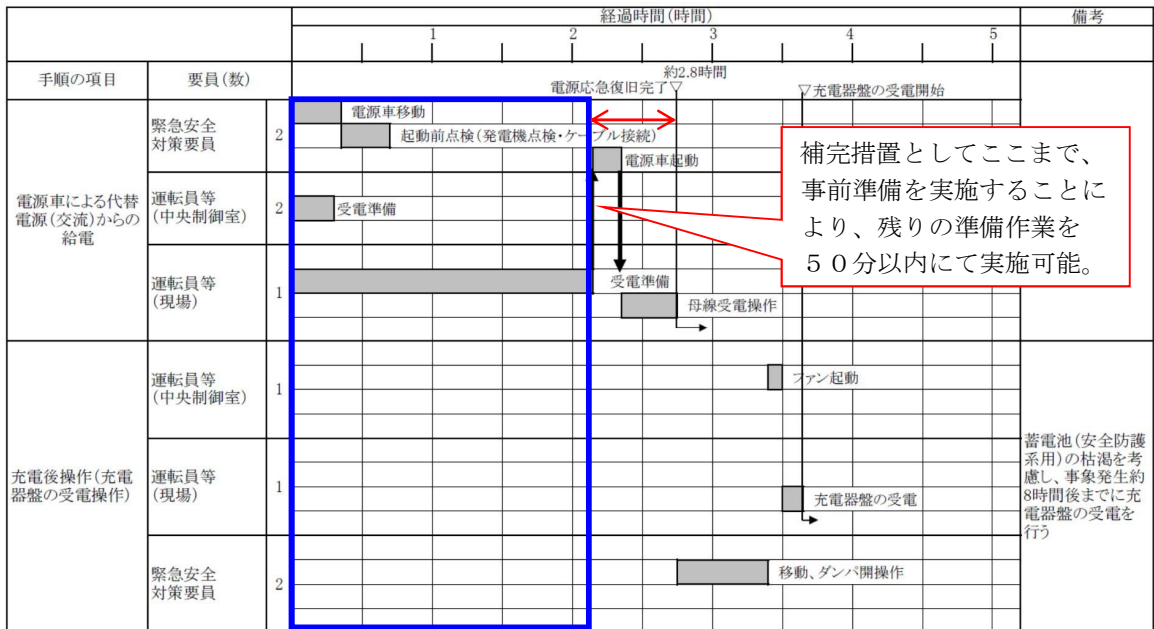 経過時間(時間)
備考
1
2
3
4
5
手順の項目
要員(数)
約2.8時間
電源応急復旧完了▽
▽充電器盤の受電開始
電源車による代替
電源(交流)からの
給電
緊急安全
対策要員
2
電源車移動
起動前点検(発電機点検・ケーブル接続)
電源車起動
運転員等
(中央制御室)
2
受電準備
運転員等
(現場)
1
受電準備
母線受電操作
補完措置としてここまで、
事前準備を実施することに
より、残りの準備作業を
50分以内にて実施可能。
充電後操作(充電
器盤の受電操作)
運転員等
(中央制御室)
1
ファン起動
運転員等
(現場)
1
充電器盤の受電
緊急安全
対策要員
2
移動、ダンパ開操作
蓄電池(安全防護
系用)の枯渇を考
慮し、事象発生約
8時間後までに充
電器盤の受電を
行う